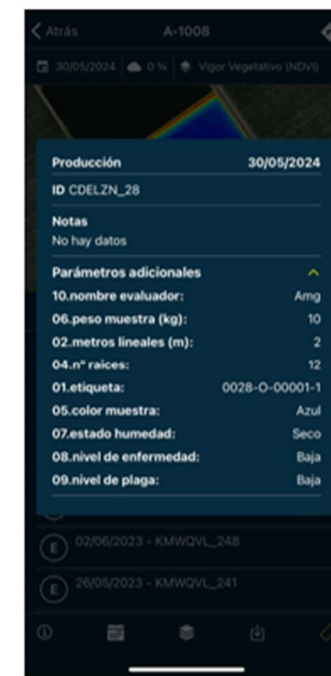 Atrás A-1008
30/05/2024 0 % Vigor Vegetativo (NDVI)
Producción 30/05/2024
ID CDELZN_28
Notas
No hay datos
Parámetros adicionales
10.nombre evaluador: Amg
06.peso muestra (kg): 10
02.metros lineales (m): 2
04.nº raices: 12
01.etiqueta: 0028-O-00001-1
05.color muestra: Azul
07.estado humedad: Seco
08.nivel de enfermedad: Baja
09.nivel de plaga: Baja
E 02/06/2023 - KMWQVL_248
E 26/05/2023 - KMWQVL_241